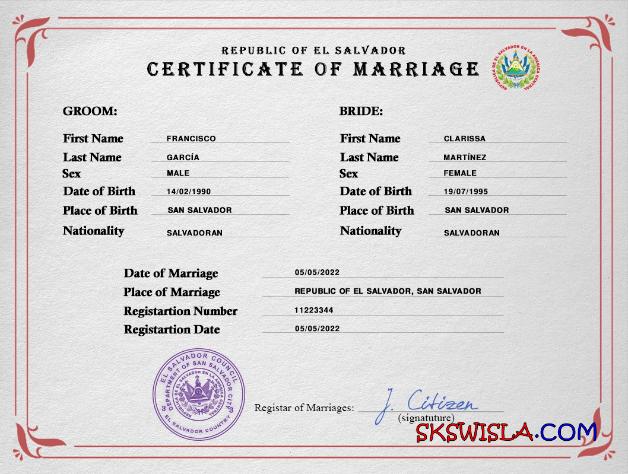 REPUBLIC OF EL SALVADOR
CERTIFICATE OF MARRIAGE
GROOM: BRIDE:
First Name FRANCISCO First Name CLARISSA
Last Name GARCÍA Last Name MARTÍNEZ
Sex MALE Sex FEMALE
Date of Birth 14/02/1990 Date of Birth 19/07/1995
Place of Birth SAN SALVADOR Place of Birth SAN SALVADOR
Nationality SALVADORAN Nationality SALVADORAN
Date of Marriage 05/05/2022
Place of Marriage REPUBLIC OF EL SALVADOR, SAN SALVADOR
Registartion Number 11223344
Registartion Date 05/05/2022
EL SALVADOR COUNCIL
DEPARTMENT OF SAN SALVADOR CITY
EL SALVADOR COUNTRY
Registar of Marriages: J. Citizen
(signatuture)
SKSWISLA.COM